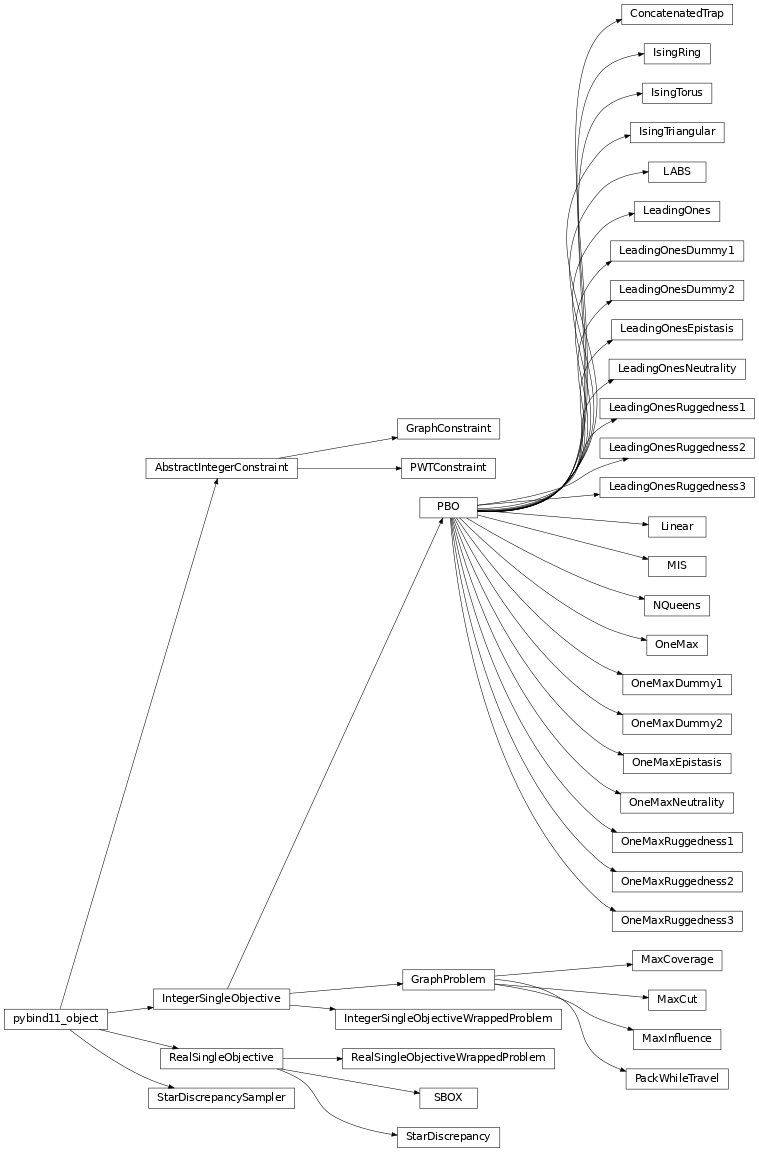 ConcatenatedTrap
IsingRing
IsingTorus
IsingTriangular
LABS
LeadingOnes
LeadingOnesDummy1
LeadingOnesDummy2
LeadingOnesEpistasis
LeadingOnesNeutrality
LeadingOnesRuggedness1
GraphConstraint
LeadingOnesRuggedness2
AbstractIntegerConstraint
PWTConstraint
LeadingOnesRuggedness3
PBO
Linear
MIS
NQueens
OneMax
OneMaxDummy1
OneMaxDummy2
OneMaxEpistasis
OneMaxNeutrality
OneMaxRuggedness1
OneMaxRuggedness2
OneMaxRuggedness3
MaxCoverage
GraphProblem
IntegerSingleObjective
MaxCut
pybind11_object
IntegerSingleObjectiveWrappedProblem
MaxInfluence
RealSingleObjective
RealSingleObjectiveWrappedProblem
PackWhileTravel
StarDiscrepancySampler
SBOX
StarDiscrepancy